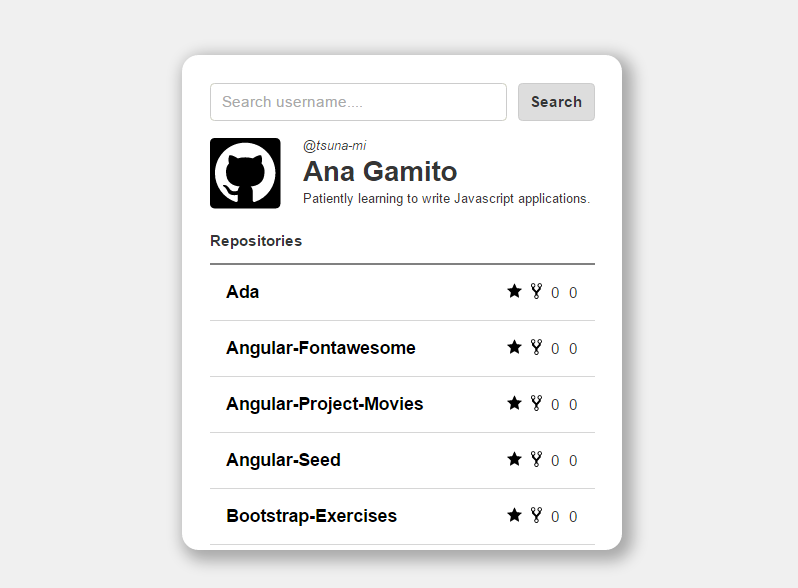 Search username.... Search
@tsuna-mi
Ana Gamito
Patiently learning to write Javascript applications.
Repositories
Ada 0 0
Angular-Fontawesome 0 0
Angular-Project-Movies 0 0
Angular-Seed 0 0
Bootstrap-Exercises 0 0